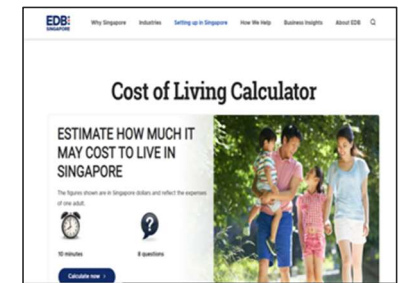 EDB SINGAPORE
Why Singapore Industries Setting up in Singapore How We Help Business Insights About EDB
Cost of Living Calculator
ESTIMATE HOW MUCH IT
MAY COST TO LIVE IN
SINGAPORE
The figures shown are in Singapore dollars and reflect the expenses
of one adult.
10 minutes 8 questions
Calculate now >